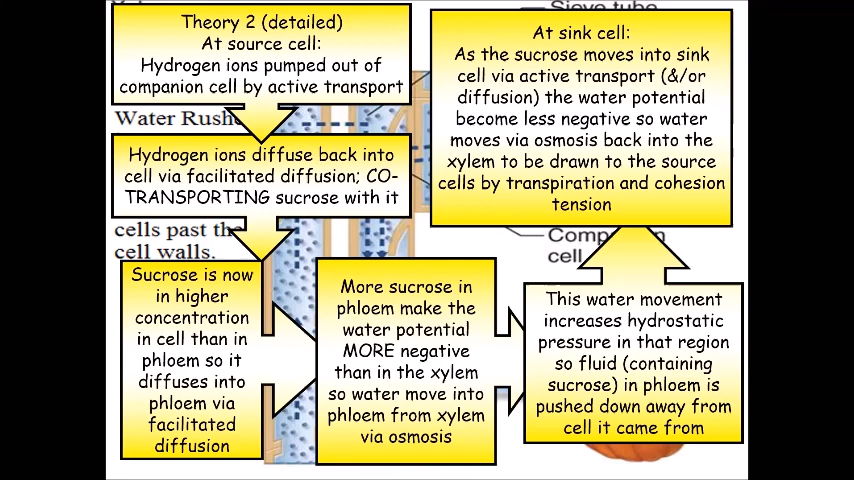 Theory 2 (detailed)
At source cell:
Hydrogen ions pumped out of
companion cell by active transport
Water Rushe
Hydrogen ions diffuse back into
cell via facilitated diffusion; CO-
TRANSPORTING sucrose with it
cells past the
cell walls.
Sucrose is now
in higher
concentration
in cell than in
phloem so it
diffuses into
phloem via
facilitated
diffusion
More sucrose in
phloem make the
water potential
MORE negative
than in the xylem
so water move into
phloem from xylem
via osmosis
This water movement
increases hydrostatic
pressure in that region
so fluid (containing
sucrose) in phloem is
pushed down away from
cell it came from
Sieve tube
At sink cell:
As the sucrose moves into sink
cell via active transport (&/or
diffusion) the water potential
become less negative so water
moves via osmosis back into the
xylem to be drawn to the source
cells by transpiration and cohesion
tension
cell